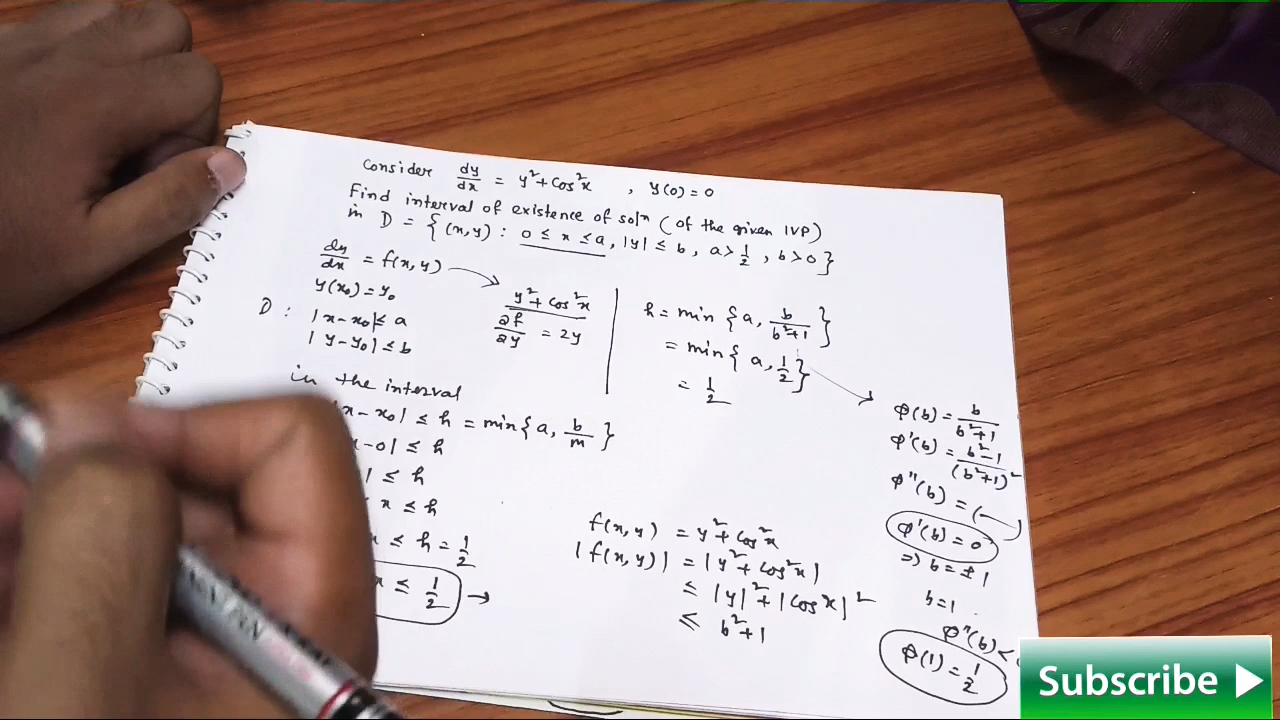 Consider dy/dx = y²+cos²x , y(0)=0
Find interval of existence of solⁿ (of the given IVP)
in D = {(x,y): 0 ≤ x ≤ a, |y| ≤ b, a>1/2, b>0}
dy/dx = f(x,y)
y(x₀)=y₀
D: |x-x₀| ≤ a
|y-y₀| ≤ b
y²+cos²x
∂f/∂y = 2y
in the interval
x-x₀| ≤ h = min{a, b/m}
x-0| ≤ h
| ≤ h
x ≤ h
x ≤ h = 1/2
x ≤ 1/2 →
h = min {a, b/b²+1}
= min{a, 1/2}
= 1/2
f(x,y) = y²+cos²x
|f(x,y)| = |y²+cos²x|
≤ |y|²+|cosx|²
≤ b²+1
φ(b) = b/b²+1
φ'(b) = b²-1/(b²+1)²
φ''(b) = (—)
φ'(b)=0
⇒ b=±1
b=1
φ''(b)<
φ(1)=1/2
Subscribe